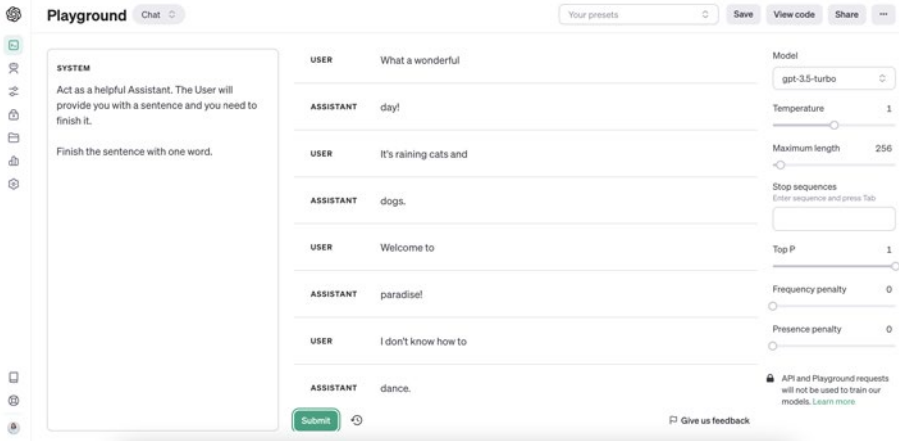 Playground
Chat
Your presets
Save
View code
Share
...
SYSTEM
Act as a helpful Assistant. The User will
provide you with a sentence and you need to
finish it.
Finish the sentence with one word.
USER What a wonderful
ASSISTANT day!
USER It's raining cats and
ASSISTANT dogs.
USER Welcome to
ASSISTANT paradise!
USER I don't know how to
ASSISTANT dance.
Submit
Give us feedback
Model
gpt-3.5-turbo
Temperature 1
Maximum length 256
Stop sequences
Enter sequence and press Tab
Top P 1
Frequency penalty 0
Presence penalty 0
API and Playground requests
will not be used to train our
models. Learn more